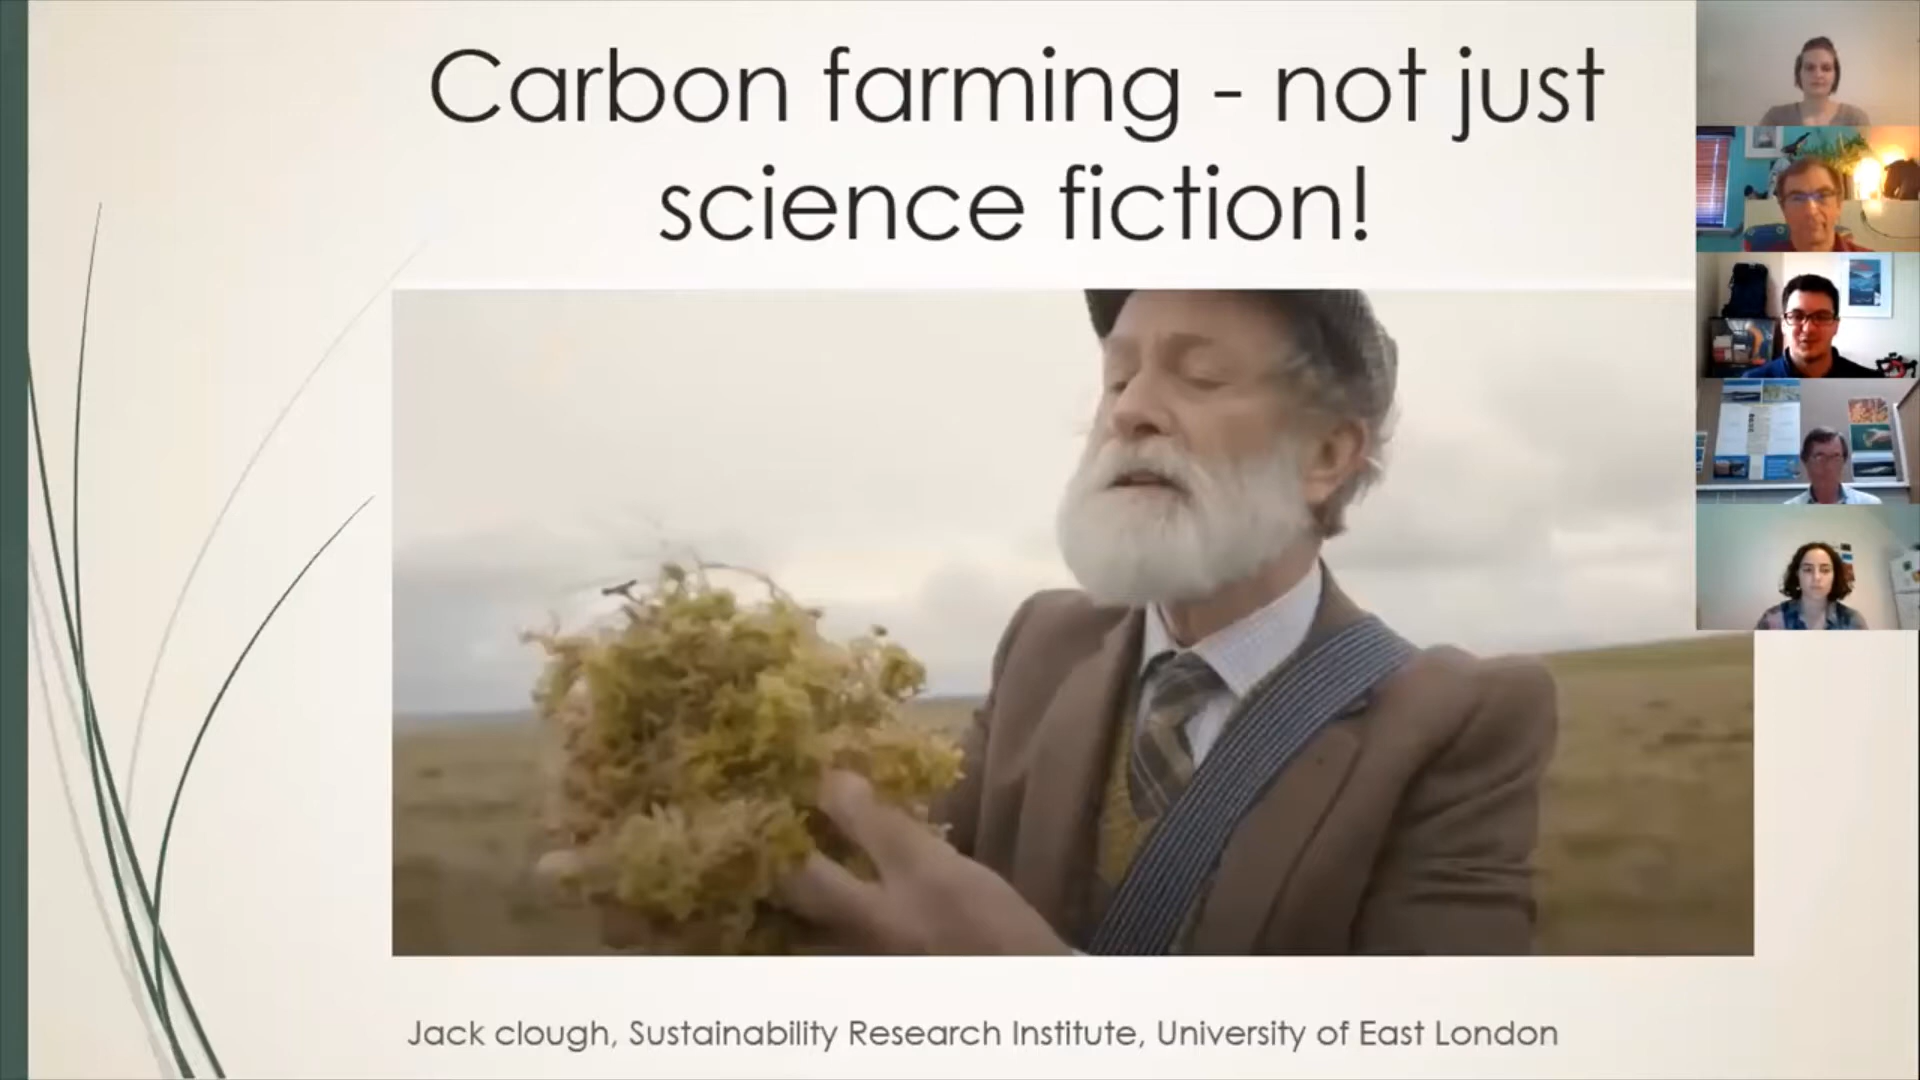 Carbon farming - not just
science fiction!
Jack clough, Sustainability Research Institute, University of East London